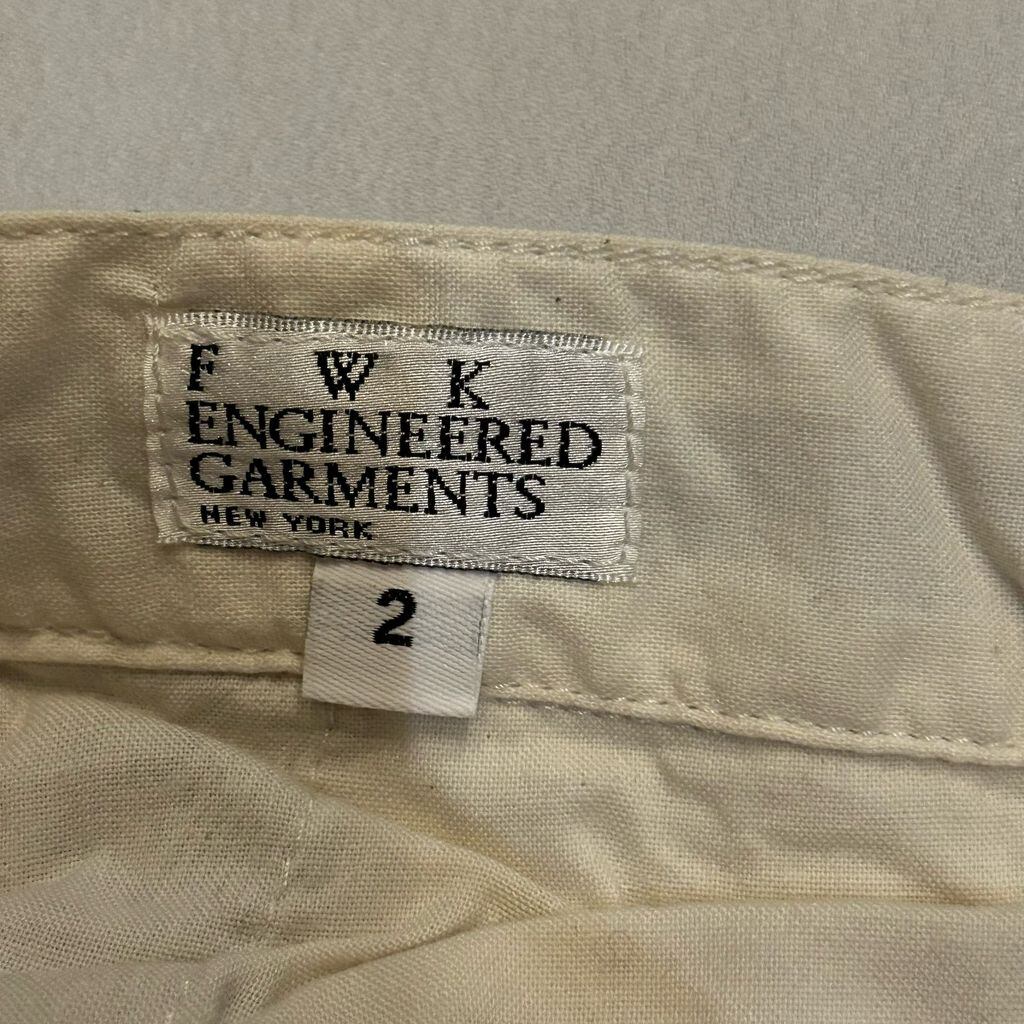 F W K
ENGINEERED
GARMENTS
NEW YORK
2